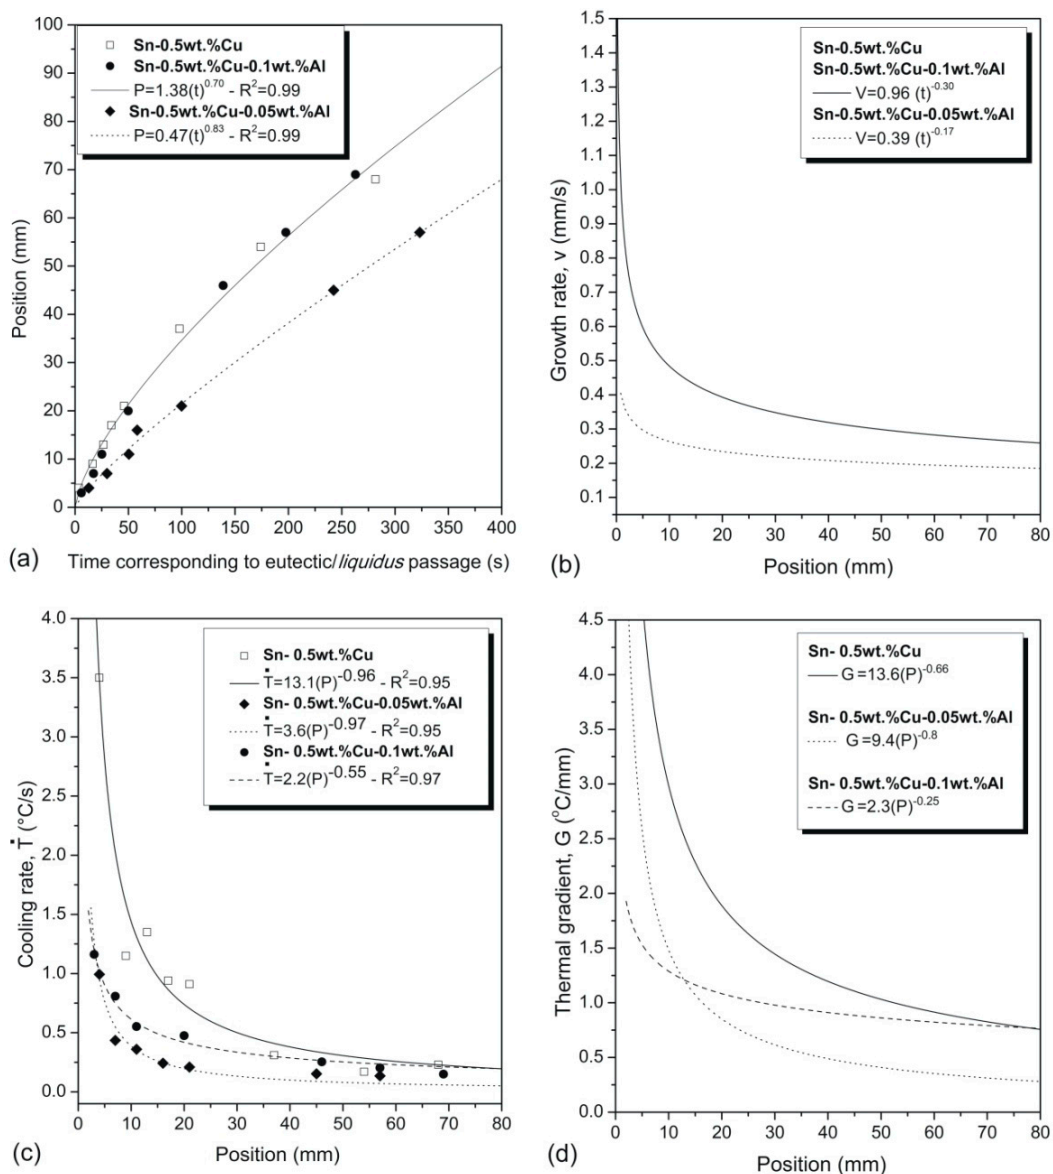 100
90
80
70
60
50
40
30
20
10
0
Position (mm)
Sn-0.5wt.%Cu
Sn-0.5wt.%Cu-0.1wt.%Al
P=1.38(t)^0.70 - R²=0.99
Sn-0.5wt.%Cu-0.05wt.%Al
P=0.47(t)^0.83 - R²=0.99
0 50 100 150 200 250 300 350 400
Time corresponding to eutectic/liquidus passage (s)
(a)
1.5
1.4
1.3
1.2
1.1
1.0
0.9
0.8
0.7
0.6
0.5
0.4
0.3
0.2
0.1
Growth rate, v (mm/s)
Sn-0.5wt.%Cu
Sn-0.5wt.%Cu-0.1wt.%Al
V=0.96 (t)^-0.30
Sn-0.5wt.%Cu-0.05wt.%Al
V=0.39 (t)^-0.17
0 10 20 30 40 50 60 70 80
Position (mm)
(b)
4.0
3.5
3.0
2.5
2.0
1.5
1.0
0.5
0.0
Cooling rate, Ṫ (°C/s)
Sn- 0.5wt.%Cu
Ṫ=13.1(P)^-0.96 - R²=0.95
Sn- 0.5wt.%Cu-0.05wt.%Al
Ṫ=3.6(P)^-0.97 - R²=0.95
Sn- 0.5wt.%Cu-0.1wt.%Al
Ṫ=2.2(P)^-0.55 - R²=0.97
0 10 20 30 40 50 60 70 80
Position (mm)
(c)
4.5
4.0
3.5
3.0
2.5
2.0
1.5
1.0
0.5
0.0
Thermal gradient, G (°C/mm)
Sn- 0.5wt.%Cu
G=13.6(P)^-0.66
Sn- 0.5wt.%Cu-0.05wt.%Al
G=9.4(P)^-0.8
Sn- 0.5wt.%Cu-0.1wt.%Al
G=2.3(P)^-0.25
0 10 20 30 40 50 60 70 80
Position (mm)
(d)